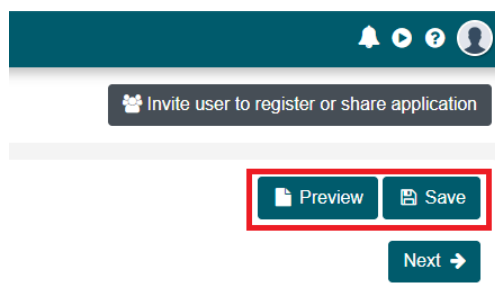 Invite user to register or share application
Preview Save
Next